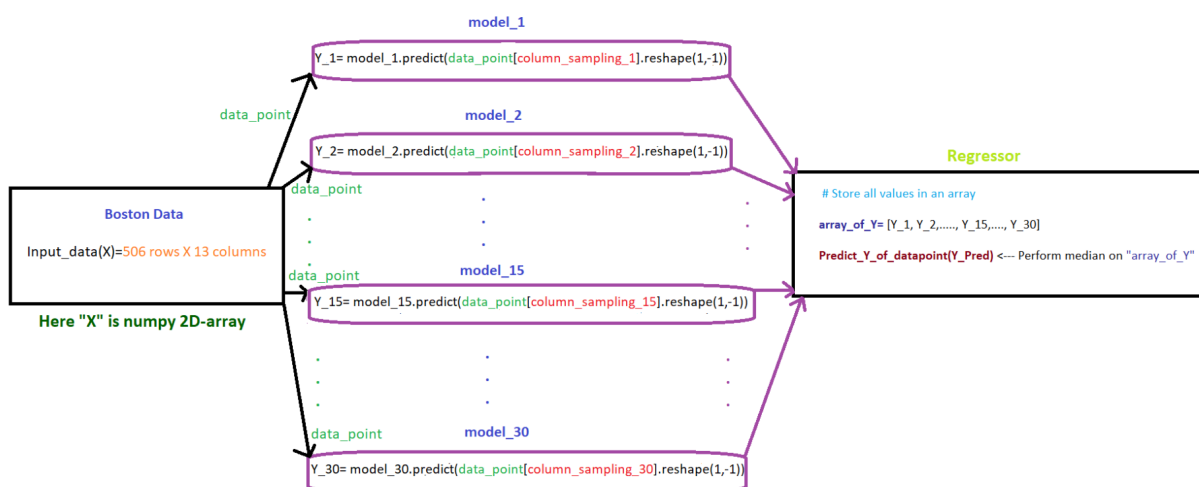 model_1
Y_1= model_1.predict(data_point[column_sampling_1].reshape(1,-1))
data_point
model_2
Y_2= model_2.predict(data_point[column_sampling_2].reshape(1,-1))
data_point
Boston Data
Input_data(X)=506 rows X 13 columns
Here "X" is numpy 2D-array
data_point
model_15
Y_15= model_15.predict(data_point[column_sampling_15].reshape(1,-1))
data_point
model_30
Y_30= model_30.predict(data_point[column_sampling_30].reshape(1,-1))
Regressor
# Store all values in an array
array_of_Y= [Y_1, Y_2,....., Y_15,...., Y_30]
Predict_Y_of_datapoint(Y_Pred) <--- Perform median on "array_of_Y"